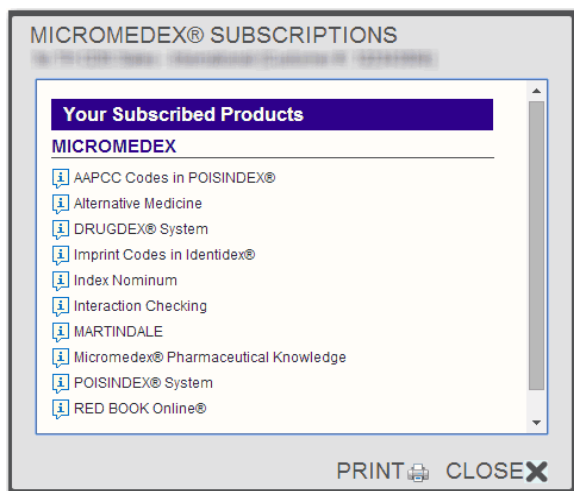 MICROMEDEX® SUBSCRIPTIONS
Your Subscribed Products
MICROMEDEX
AAPCC Codes in POISINDEX®
Alternative Medicine
DRUGDEX® System
Imprint Codes in Identidex®
Index Nominum
Interaction Checking
MARTINDALE
Micromedex® Pharmaceutical Knowledge
POISINDEX® System
RED BOOK Online®
PRINT CLOSE